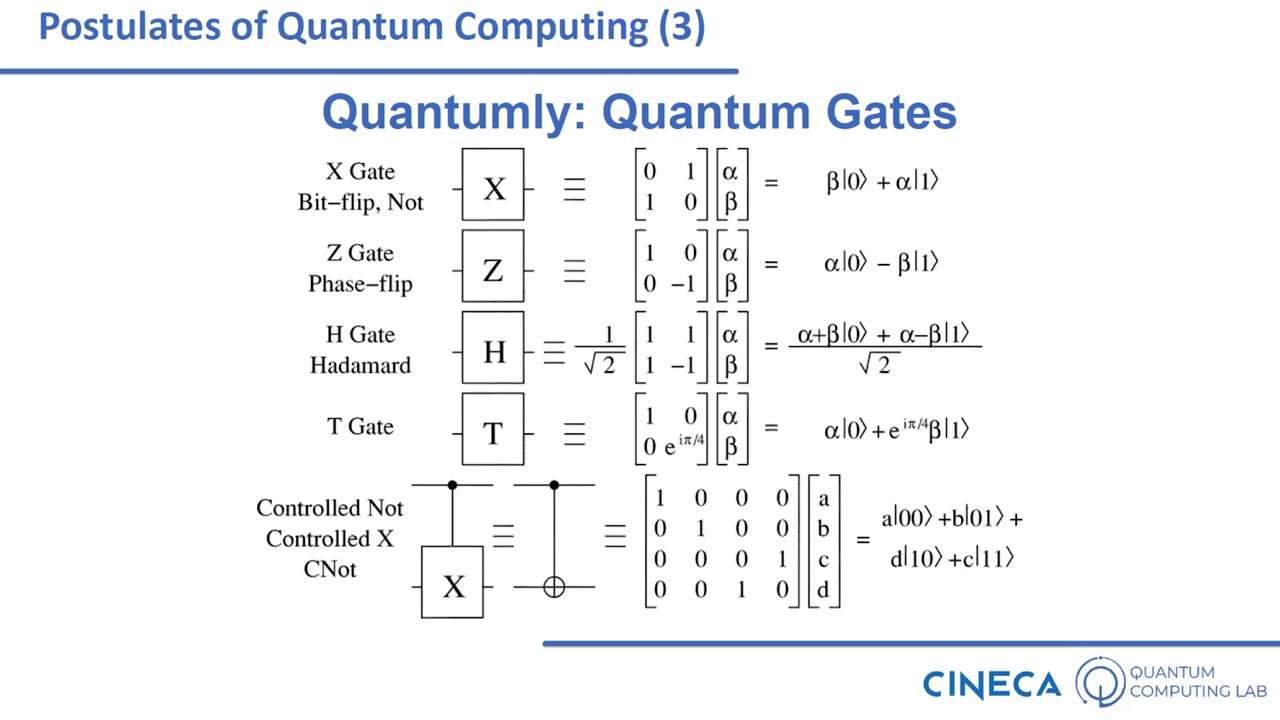 Postulates of Quantum Computing (3)
Quantumly: Quantum Gates
X Gate
Bit−flip, Not
X ≡ [0 1; 1 0] [α; β] = β|0⟩ + α|1⟩
Z Gate
Phase−flip
Z ≡ [1 0; 0 −1] [α; β] = α|0⟩ − β|1⟩
H Gate
Hadamard
H ≡ 1/√2 [1 1; 1 −1] [α; β] = (α+β|0⟩ + α−β|1⟩)/√2
T Gate
T ≡ [1 0; 0 e^iπ/4] [α; β] = α|0⟩ + e^iπ/4 β|1⟩
Controlled Not
Controlled X
CNot
X ≡ ≡ [1 0 0 0; 0 1 0 0; 0 0 0 1; 0 0 1 0] [a; b; c; d] = a|00⟩ + b|01⟩ +
d|10⟩ + c|11⟩
CINECA
QUANTUM
COMPUTING LAB